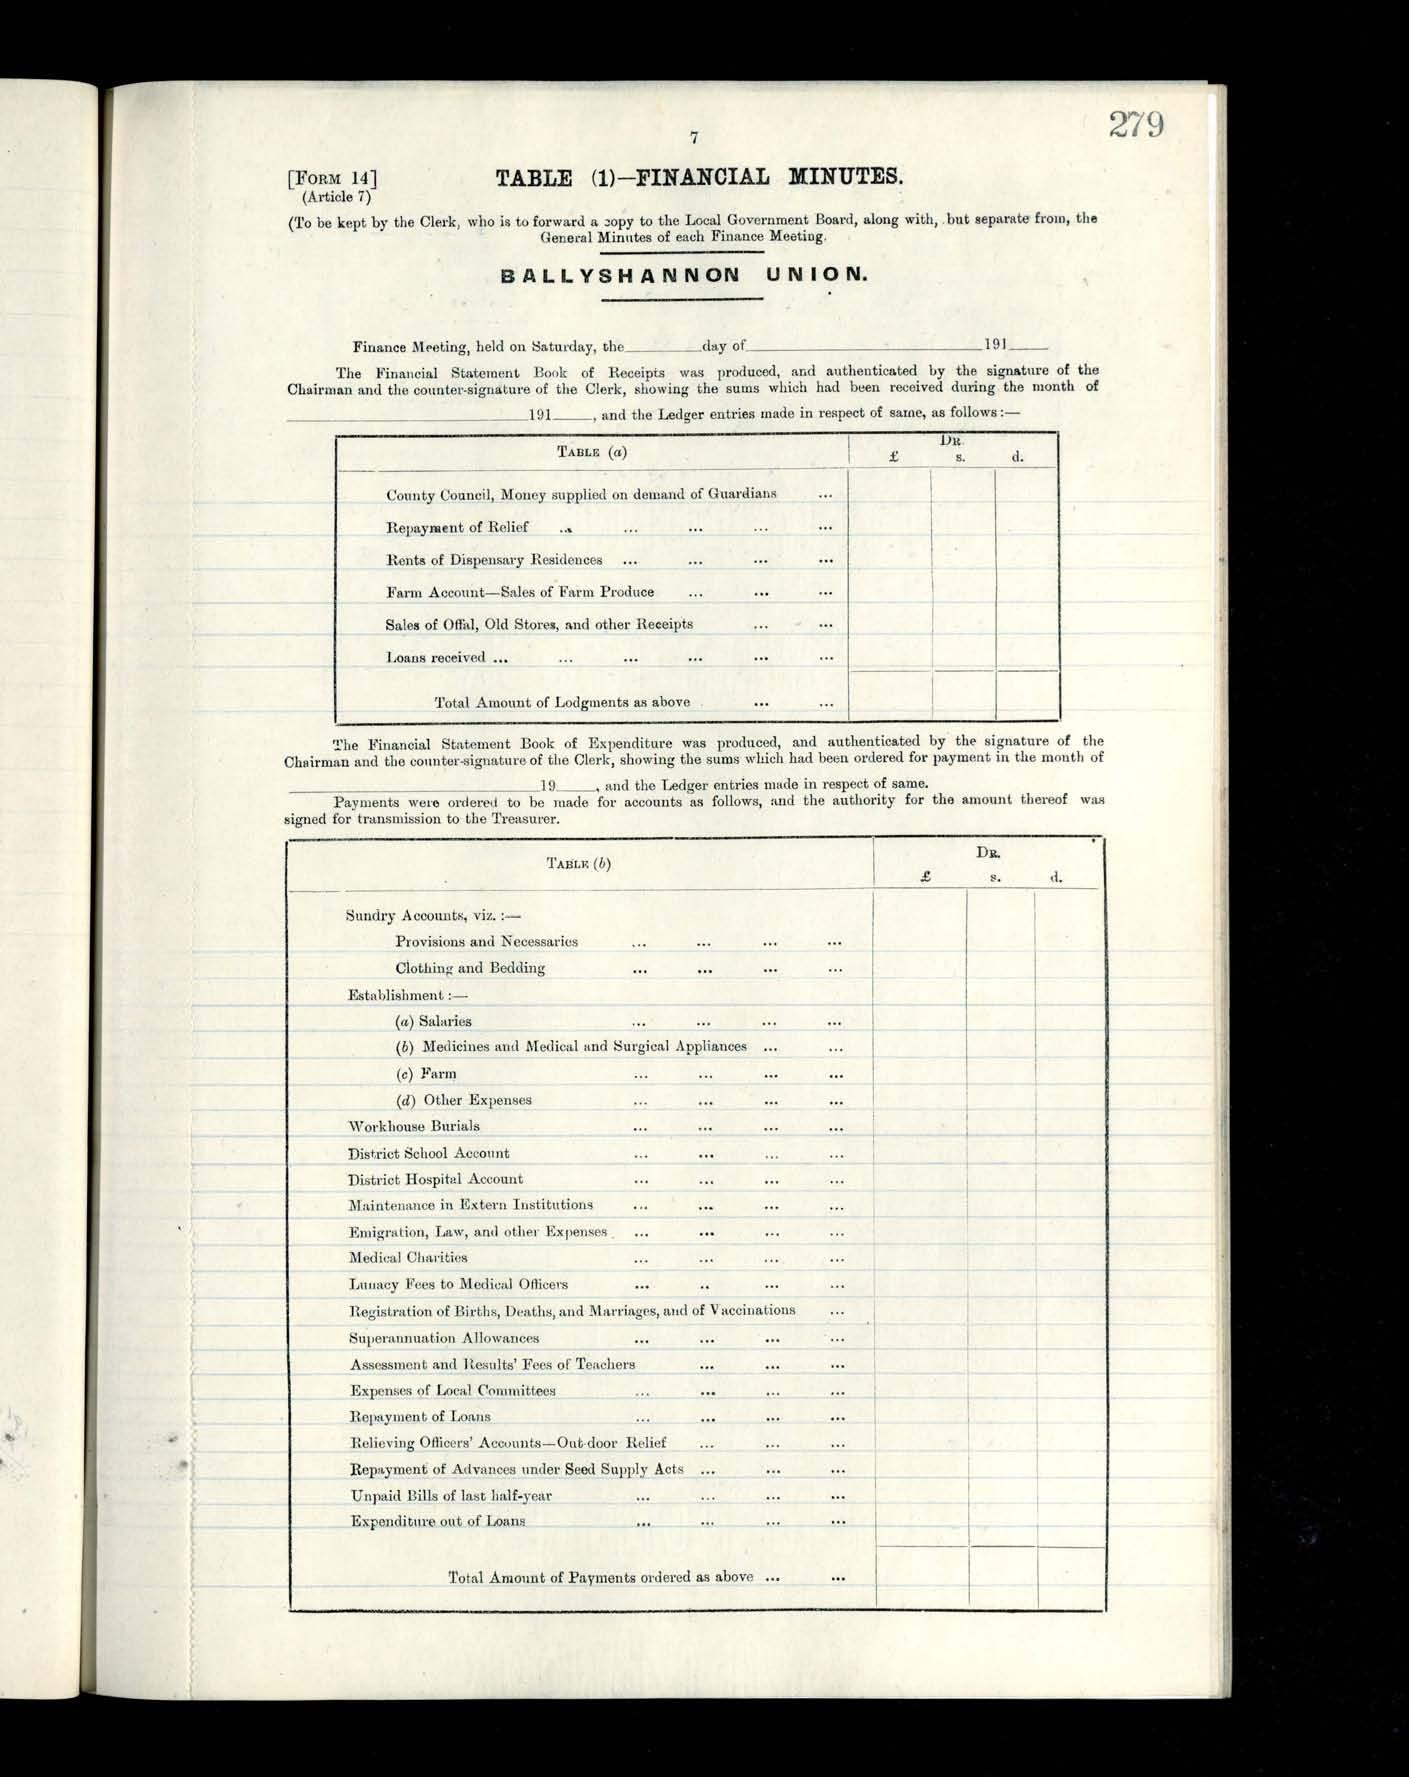 279
7
[FORM 14]
TABLE (1)—FINANCIAL MINUTES.
(Article 7)
(To be kept by the Clerk, who is to forward a copy to the Local Government Board, along with, but separate from, the
General Minutes of each Finance Meeting.
BALLYSHANNON UNION.
Finance Meeting, held on Saturday, the day of 191
The Financial Statement Book of Receipts was produced, and authenticated by the signature of the
Chairman and the counter-signature of the Clerk, showing the sums which had been received during the month of
191 , and the Ledger entries made in respect of same, as follows:—
TABLE (a) DR.
£ s. d.
County Council, Money supplied on demand of Guardians ...
Repayment of Relief ... ... ... ... ...
Rents of Dispensary Residences ... ... ... ...
Farm Account—Sales of Farm Produce ... ... ...
Sales of Offal, Old Stores, and other Receipts ... ...
Loans received ... ... ... ... ... ...
Total Amount of Lodgments as above ... ...
The Financial Statement Book of Expenditure was produced, and authenticated by the signature of the
Chairman and the counter-signature of the Clerk, showing the sums which had been ordered for payment in the month of
19 , and the Ledger entries made in respect of same.
Payments were ordered to be made for accounts as follows, and the authority for the amount thereof was
signed for transmission to the Treasurer.
TABLE (b) DR.
£ s. d.
Sundry Accounts, viz. :—
Provisions and Necessaries ... ... ... ...
Clothing and Bedding ... ... ... ...
Establishment :—
(a) Salaries ... ... ... ...
(b) Medicines and Medical and Surgical Appliances ... ...
(c) Farm ... ... ... ...
(d) Other Expenses ... ... ... ...
Workhouse Burials ... ... ... ...
District School Account ... ... ... ...
District Hospital Account ... ... ... ...
Maintenance in Extern Institutions ... ... ... ...
Emigration, Law, and other Expenses ... ... ... ...
Medical Charities ... ... ... ...
Lunacy Fees to Medical Officers ... .. ... ...
Registration of Births, Deaths, and Marriages, and of Vaccinations ...
Superannuation Allowances ... ... ... ...
Assessment and Results' Fees of Teachers ... ... ...
Expenses of Local Committees ... ... ... ...
Repayment of Loans ... ... ... ...
Relieving Officers' Accounts—Out-door Relief ... ... ...
Repayment of Advances under Seed Supply Acts ... ... ...
Unpaid Bills of last half-year ... ... ... ...
Expenditure out of Loans ... ... ... ...
Total Amount of Payments ordered as above ... ...